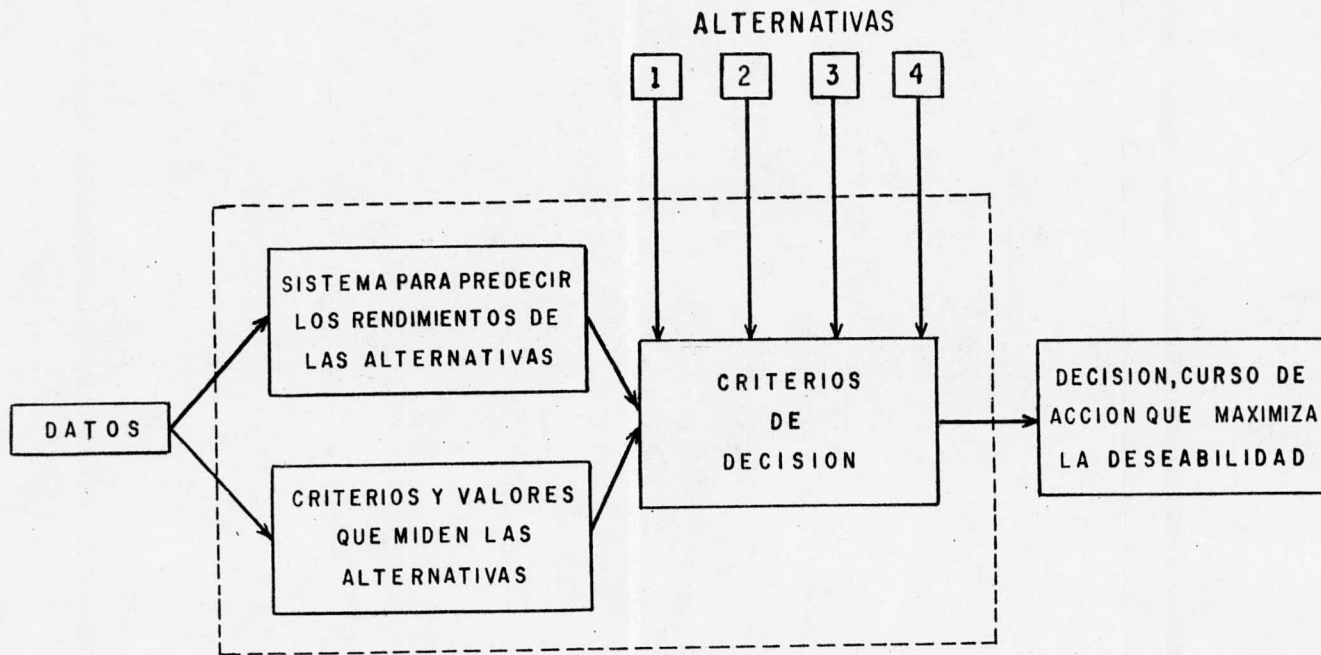 ALTERNATIVAS
1 2 3 4
SISTEMA PARA PREDECIR
LOS RENDIMIENTOS DE
LAS ALTERNATIVAS
DATOS
CRITERIOS Y VALORES
QUE MIDEN LAS
ALTERNATIVAS
CRITERIOS
DE
DECISION
DECISION, CURSO DE
ACCION QUE MAXIMIZA
LA DESEABILIDAD